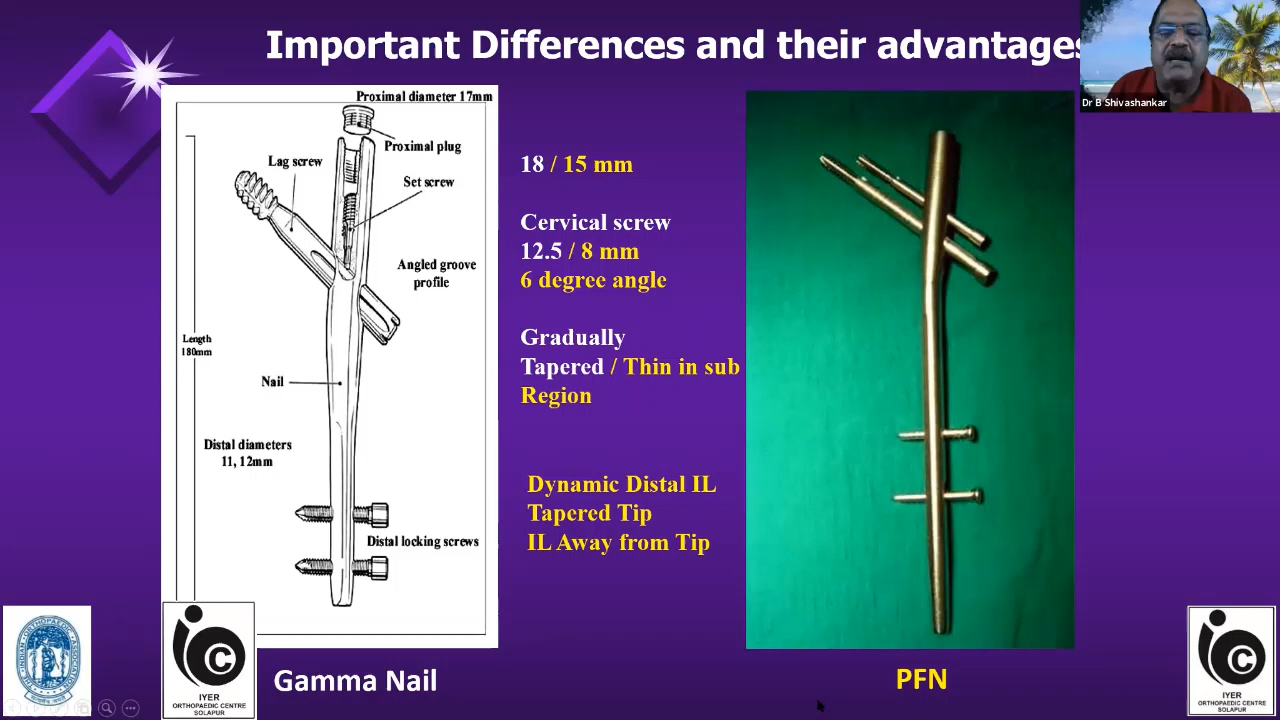 Important Differences and their advantages
Dr B Shivashankar
Proximal diameter 17mm
Proximal plug
Lag screw
Set screw
Angled groove
profile
Length
180mm
Nail
Distal diameters
11, 12mm
Distal locking screws
18 / 15 mm
Cervical screw
12.5 / 8 mm
6 degree angle
Gradually
Tapered / Thin in sub
Region
Dynamic Distal IL
Tapered Tip
IL Away from Tip
Gamma Nail
PFN
IYER
ORTHOPAEDIC CENTRE
SOLAPUR
IYER
ORTHOPAEDIC CENTRE
SOLAPUR